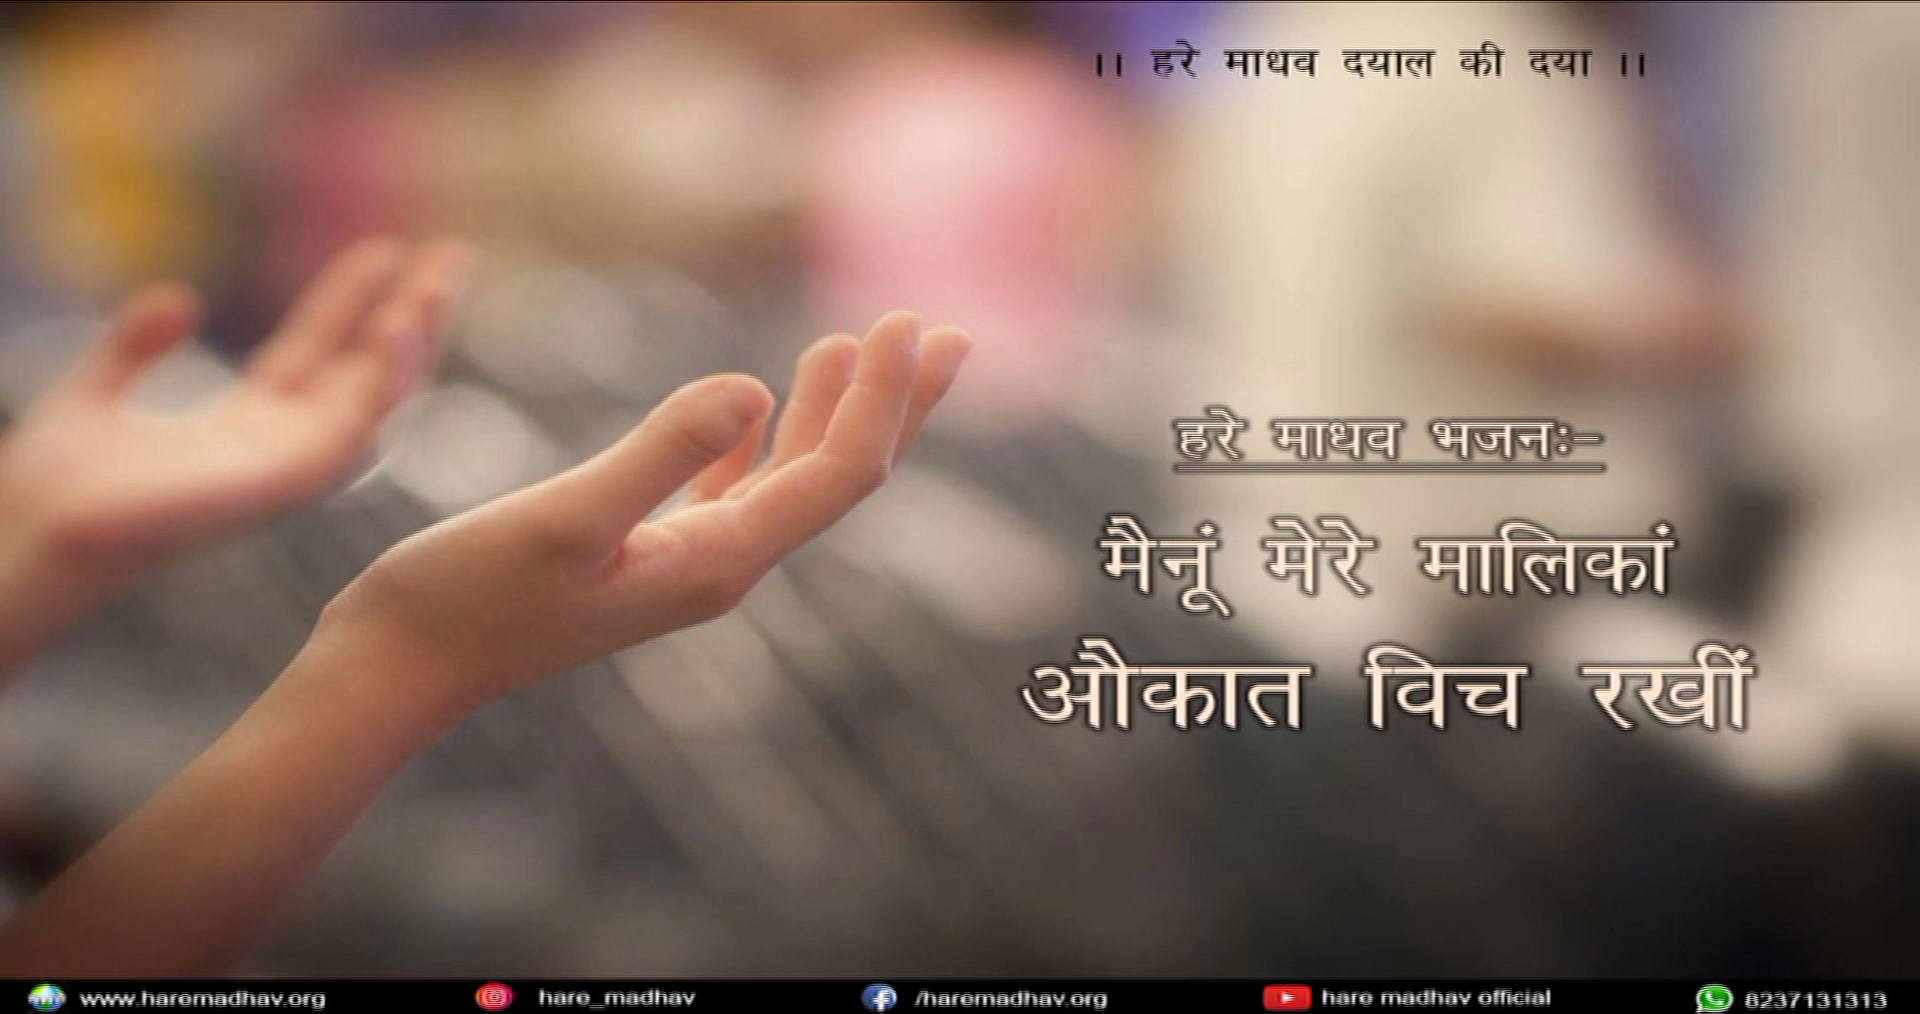 ।। हरे माधव दयाल की दया ।।
हरे माधव भजनः–
मैनूं मेरे मालिकां
औकात विच रखीं
www.haremadhav.org hare_madhav /haremadhav.org hare madhav official 8237131313